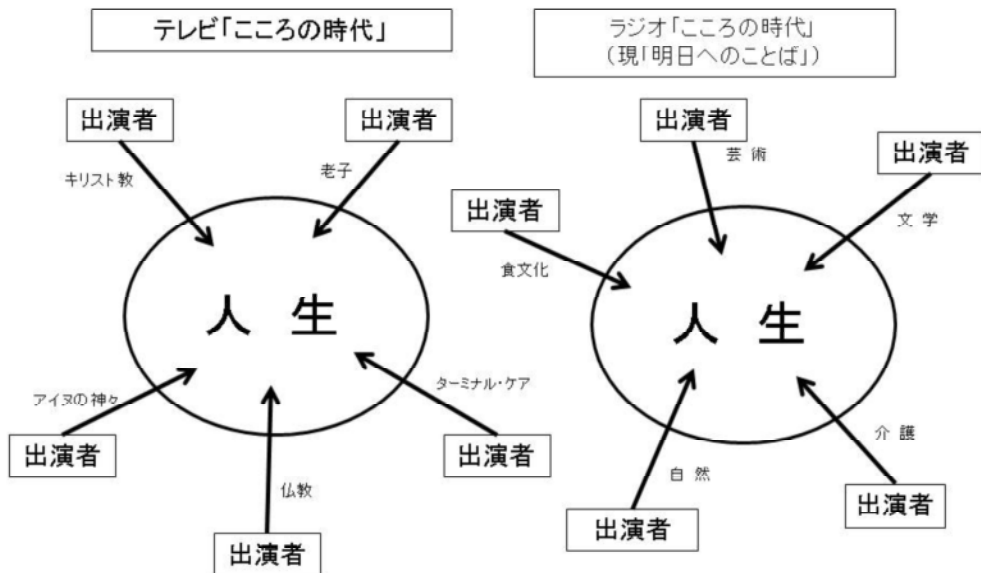 テレビ「こころの時代」
出演者
出演者
キリスト教
老子
人 生
アイヌの神々
ターミナル・ケア
出演者
出演者
仏教
出演者
ラジオ「こころの時代」
(現「明日へのことば」)
出演者
芸 術
出演者
出演者
文 学
食文化
人 生
介 護
自 然
出演者
出演者